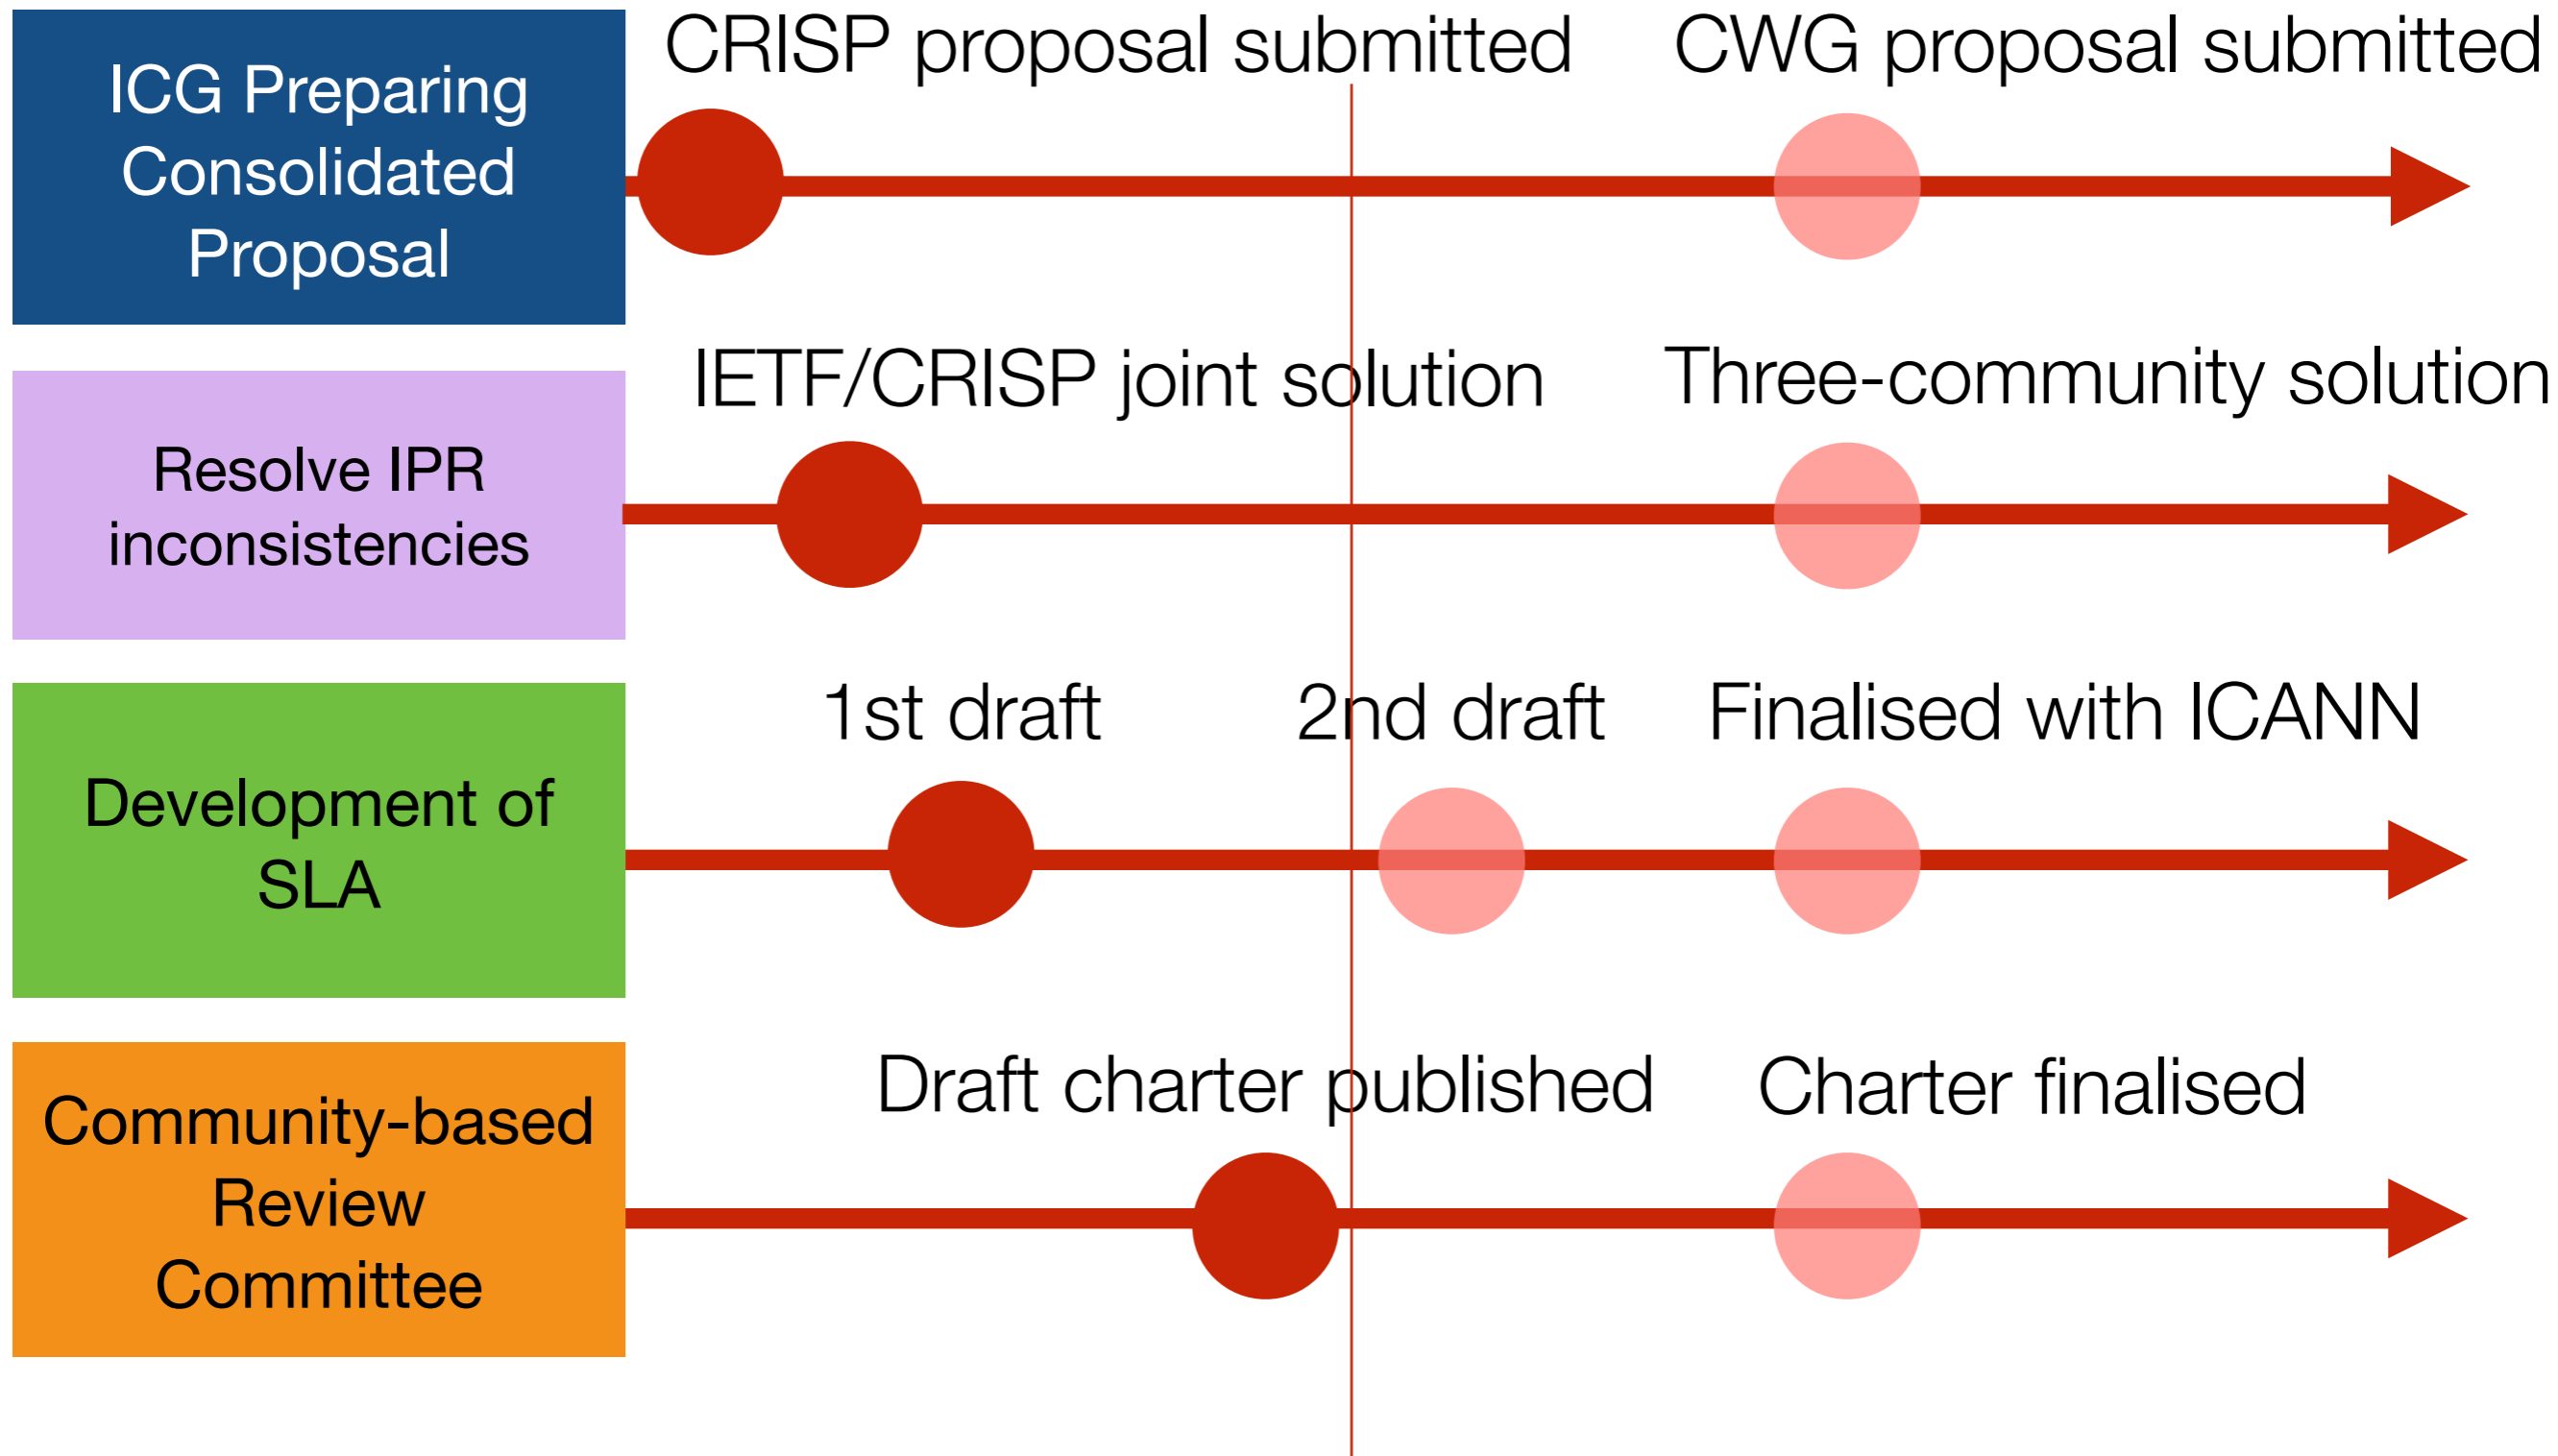 CRISP proposal submitted
CWG proposal submitted
ICG Preparing
Consolidated
Proposal
IETF/CRISP joint solution
Three-community solution
Resolve IPR
inconsistencies
1st draft
2nd draft
Finalised with ICANN
Development of
SLA
Draft charter published
Charter finalised
Community-based
Review
Committee